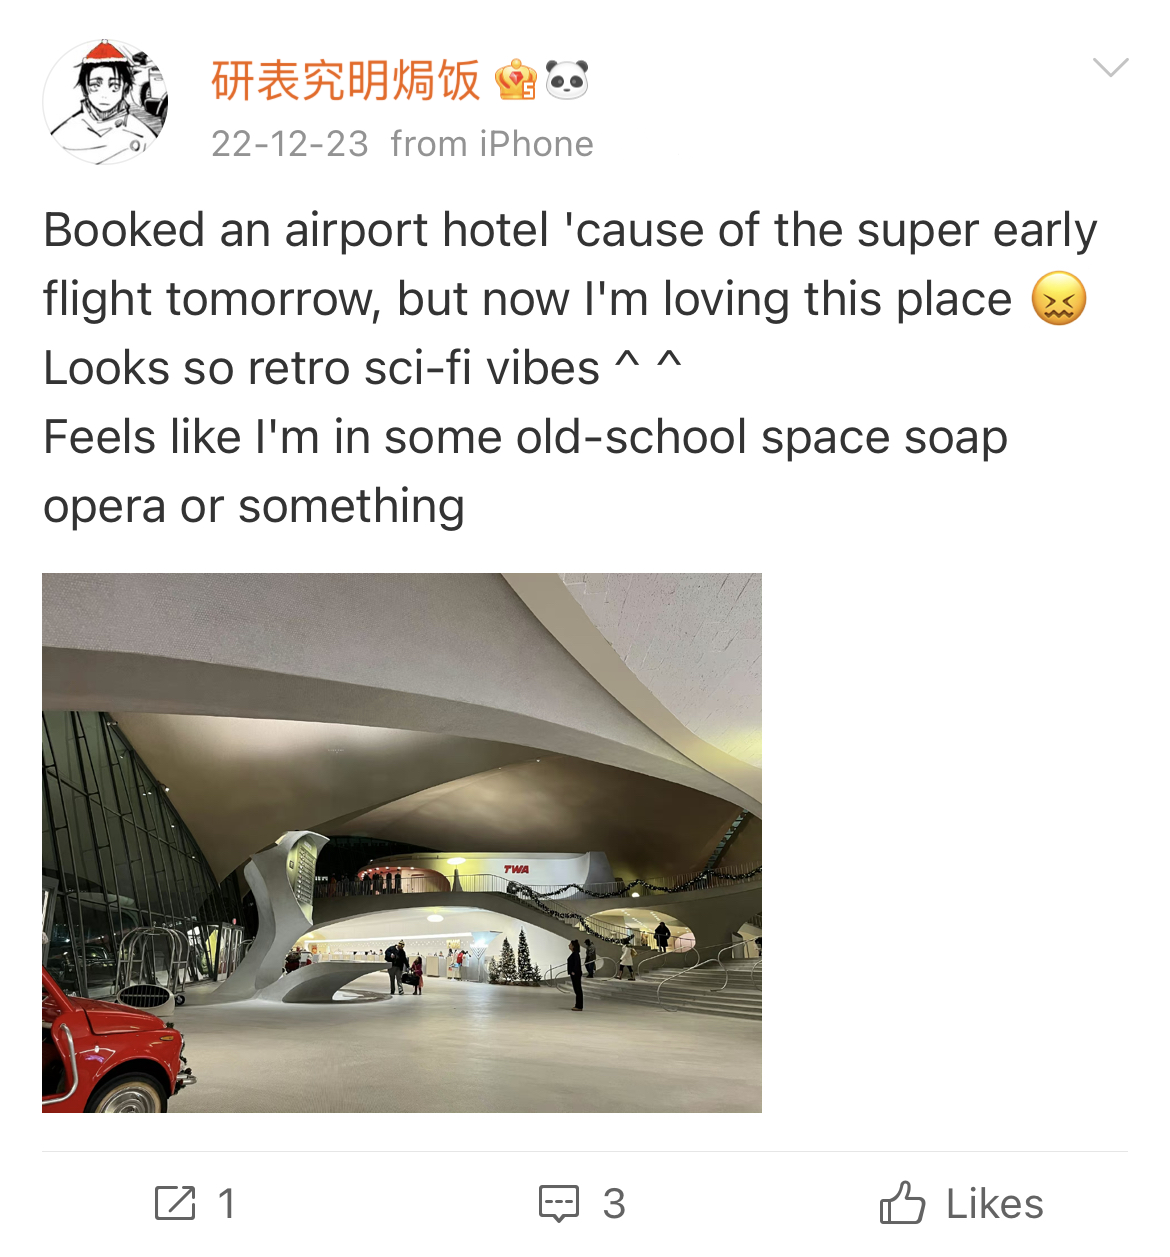 研表究明焗饭
22-12-23 from iPhone
Booked an airport hotel 'cause of the super early
flight tomorrow, but now I'm loving this place 😖
Looks so retro sci-fi vibes ^ ^
Feels like I'm in some old-school space soap
opera or something
TWA
1
3
Likes